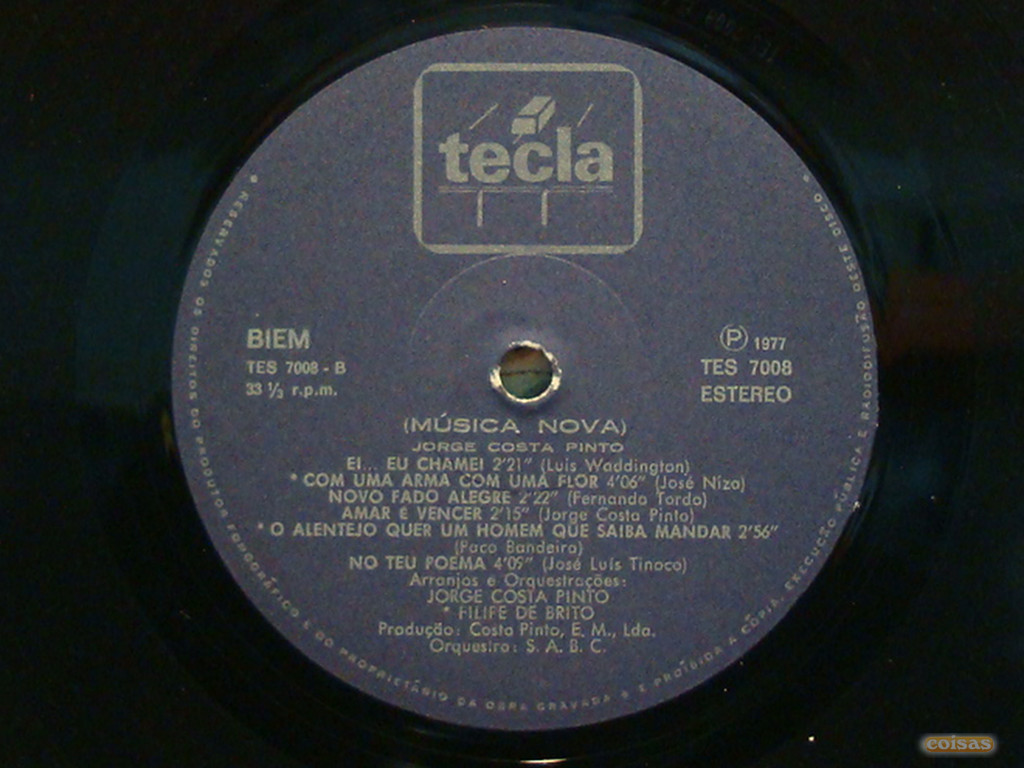 tecla
BIEM
TES 7008 - B
33 1/3 r.p.m.
Ⓟ 1977
TES 7008
ESTEREO
(MÚSICA NOVA)
JORGE COSTA PINTO
EI... EU CHAMEI 2'21" (Luis Waddington)
* COM UMA ARMA COM UMA FLOR 4'06" (José Niza)
NOVO FADO ALEGRE 2'22" (Fernando Tordo)
AMAR E VENCER 2'15" (Jorge Costa Pinto)
* O ALENTEJO QUER UM HOMEM QUE SAIBA MANDAR 2'56"
(Paco Bandeira)
NO TEU POEMA 4'09" (José Luís Tinoco)
Arranjos e Orquestrações:
JORGE COSTA PINTO
* FILIPE DE BRITO
Produção: Costa Pinto, E. M., Lda.
Orquestra: S. A. B. C.
• RESERVADOS OS DIREITOS DO PRODUTOR FONOGRÁFICO E DO PROPRIETÁRIO DA OBRA GRAVADA • E PROÍBIDA A CÓPIA, EXECUÇÃO PÚBLICA E RADIODIFUSÃO DESTE DISCO •
coisas